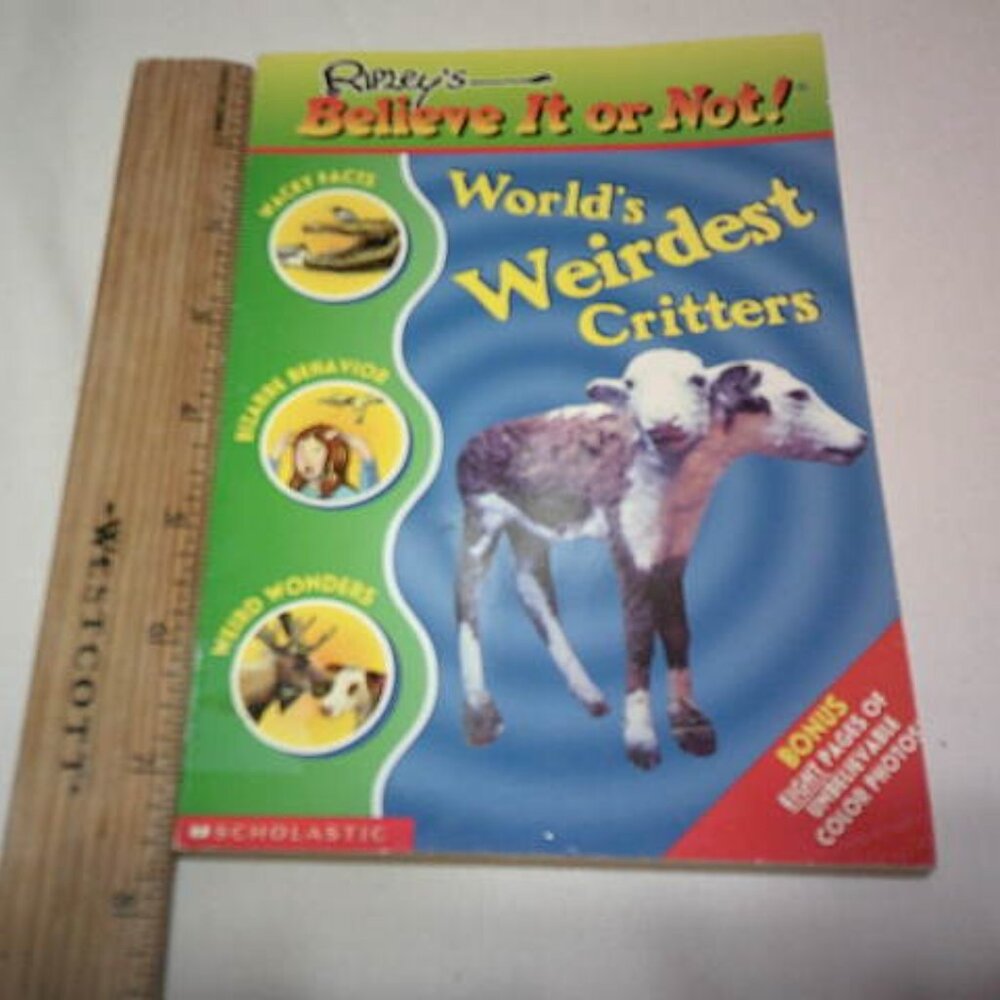 Ripley's
Believe It or Not!®
WACKY FACTS
World's
Weirdest
Critters
BIZARRE BEHAVIOR
WEIRD WONDERS
BONUS
EIGHT PAGES OF
UNBELIEVABLE
COLOR PHOTOS
SCHOLASTIC
WESTCOTT